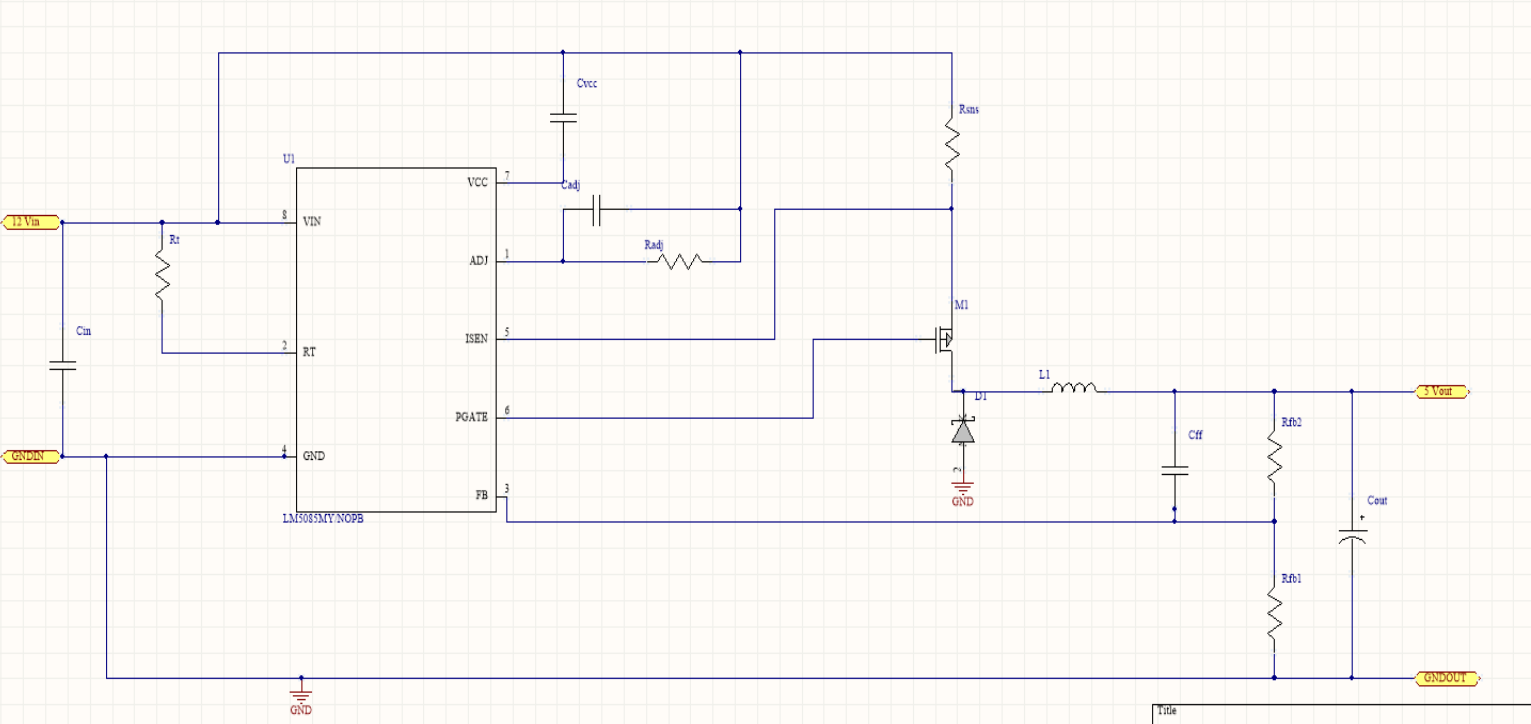 Cvcc
Rsns
U1
VCC
7
Cadj
12 Vin
8
VIN
Rt
Radj
ADJ
1
M1
Cin
ISEN
5
2
RT
L1
D1
5 Vout
PGATE
6
Rfb2
Cff
GNDIN
4
GND
2
FB
3
GND
Cout
+
LM5085MY/NOPB
Rfb1
GNDOUT
GND
Title